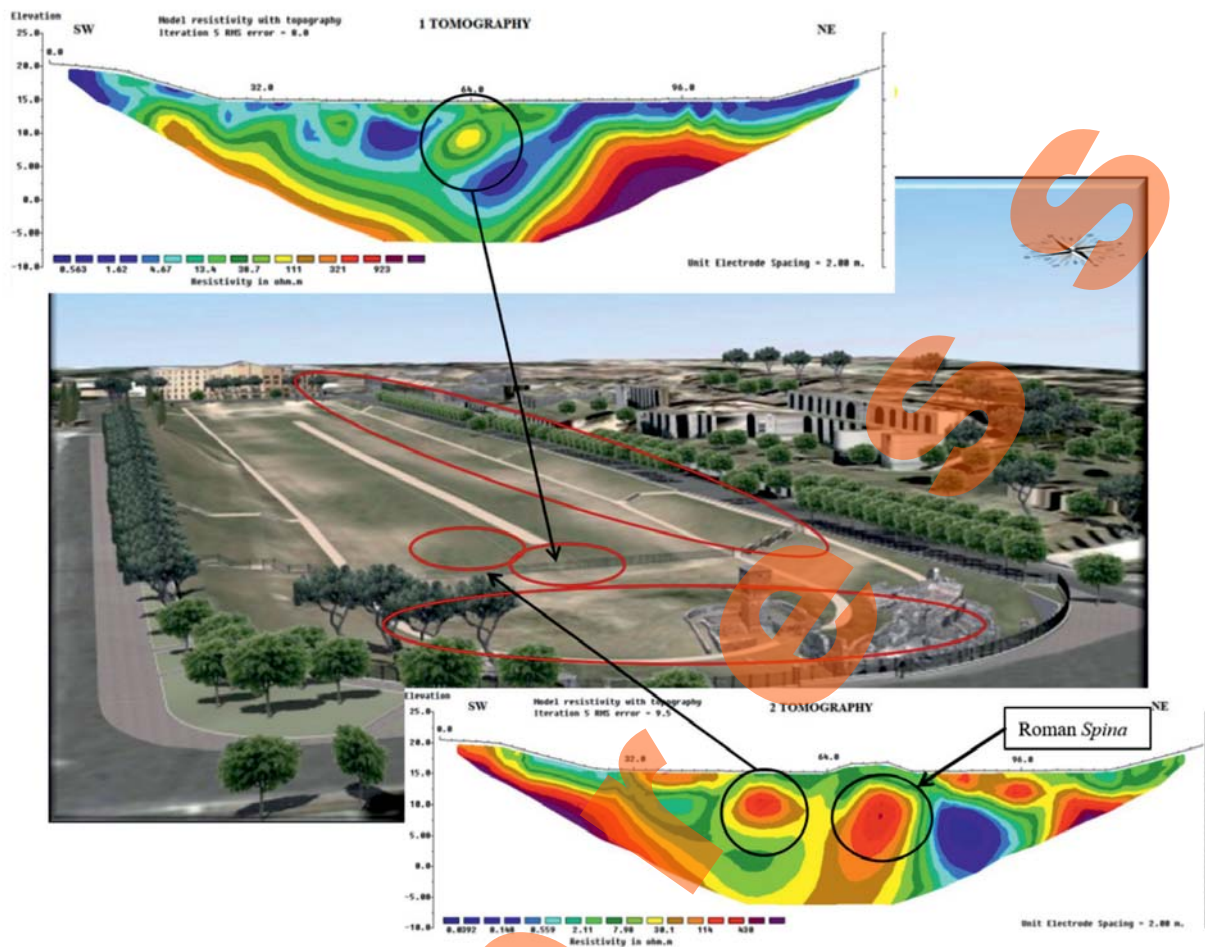 Elevation
SW
Model resistivity with topography
Iteration 5 RMS error = 8.0
1 TOMOGRAPHY
NE
25.0
20.0
15.0
10.0
5.00
0.0
-5.00
-10.0
0.0
32.0
64.0
96.0
0.563 1.62 4.67 13.4 38.7 111 321 923
Resistivity in ohm.m
Unit Electrode Spacing = 2.00 m.
Elevation
SW
Model resistivity with topography
Iteration 5 RMS error = 9.5
2 TOMOGRAPHY
NE
Roman Spina
25.0
20.0
15.0
10.0
5.00
0.0
-5.00
-10.0
0.0
32.0
64.0
96.0
0.0392 0.148 0.559 2.11 7.98 30.1 114 430
Resistivity in ohm.m
Unit Electrode Spacing = 2.00 m.
r e s s